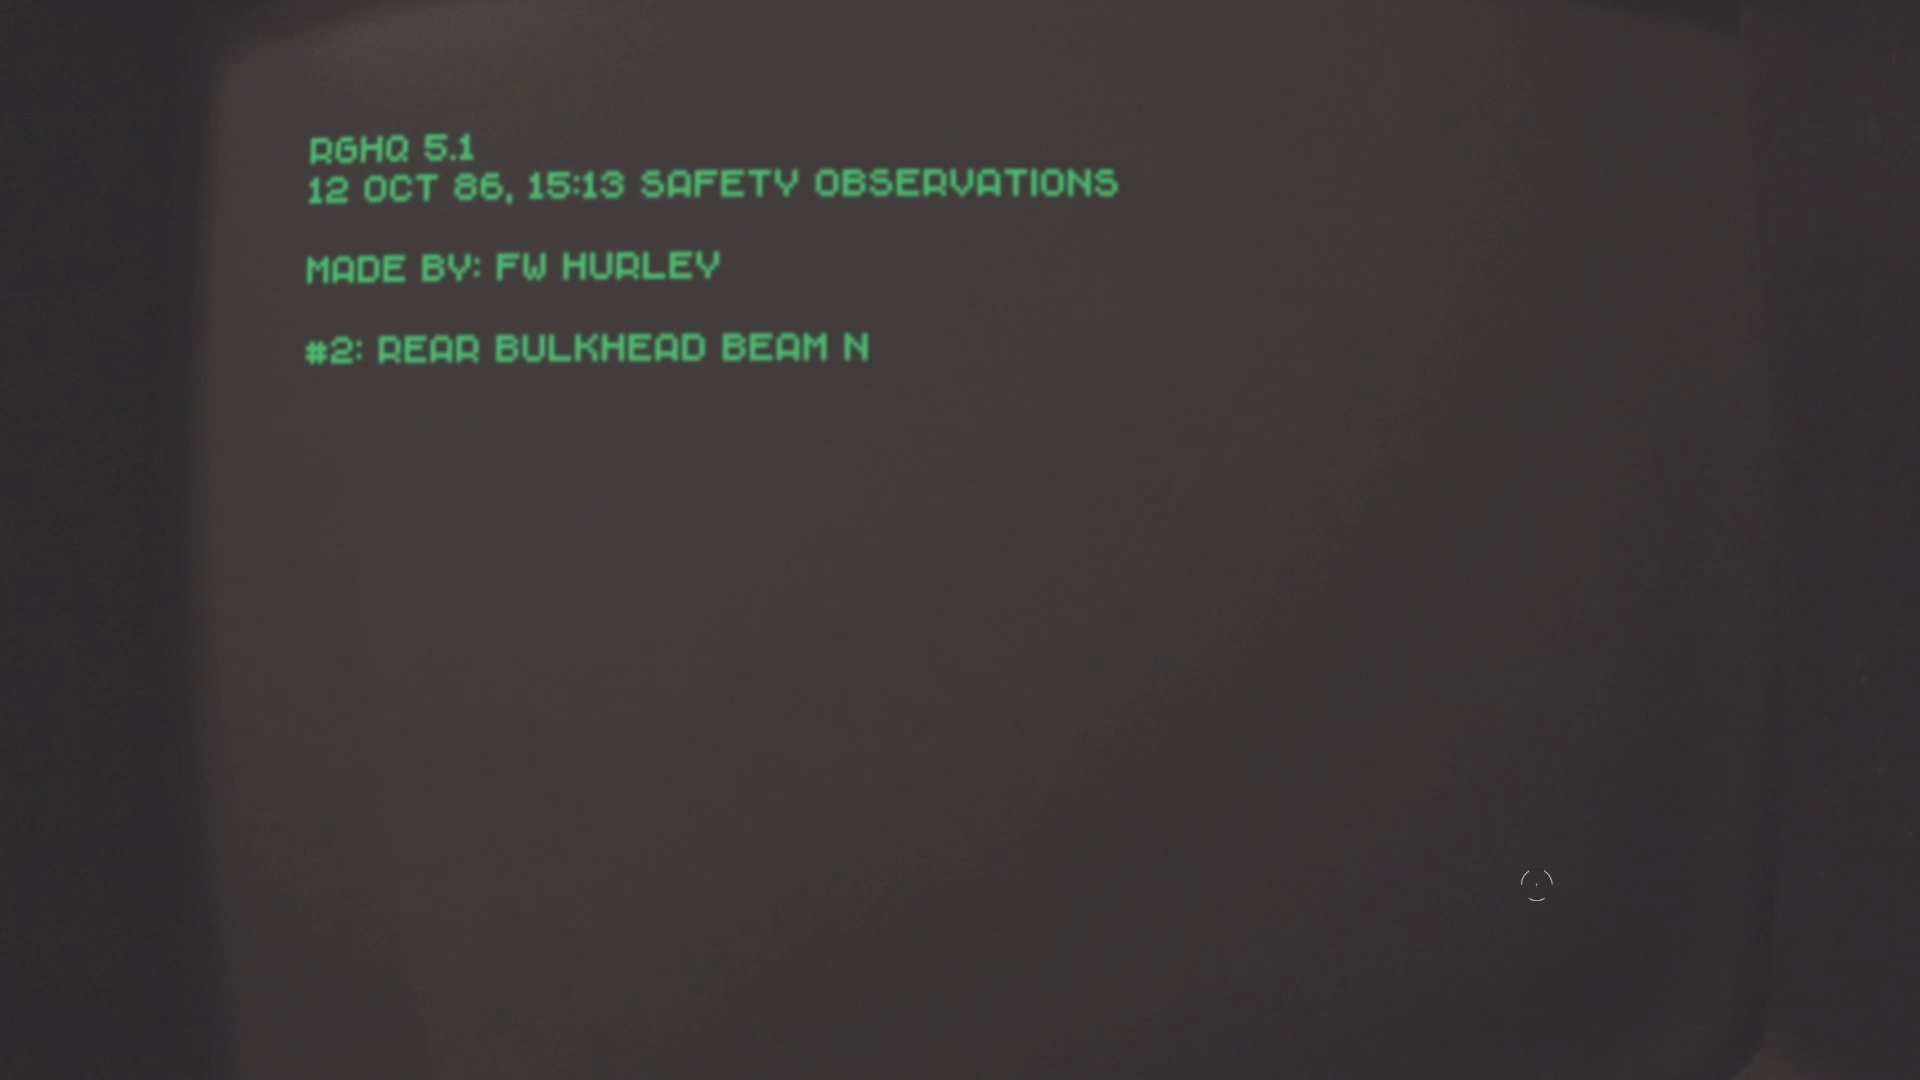 RGHQ 5.1
12 OCT 86, 15:13 SAFETY OBSERVATIONS
MADE BY: FW HURLEY
#2: REAR BULKHEAD BEAM N